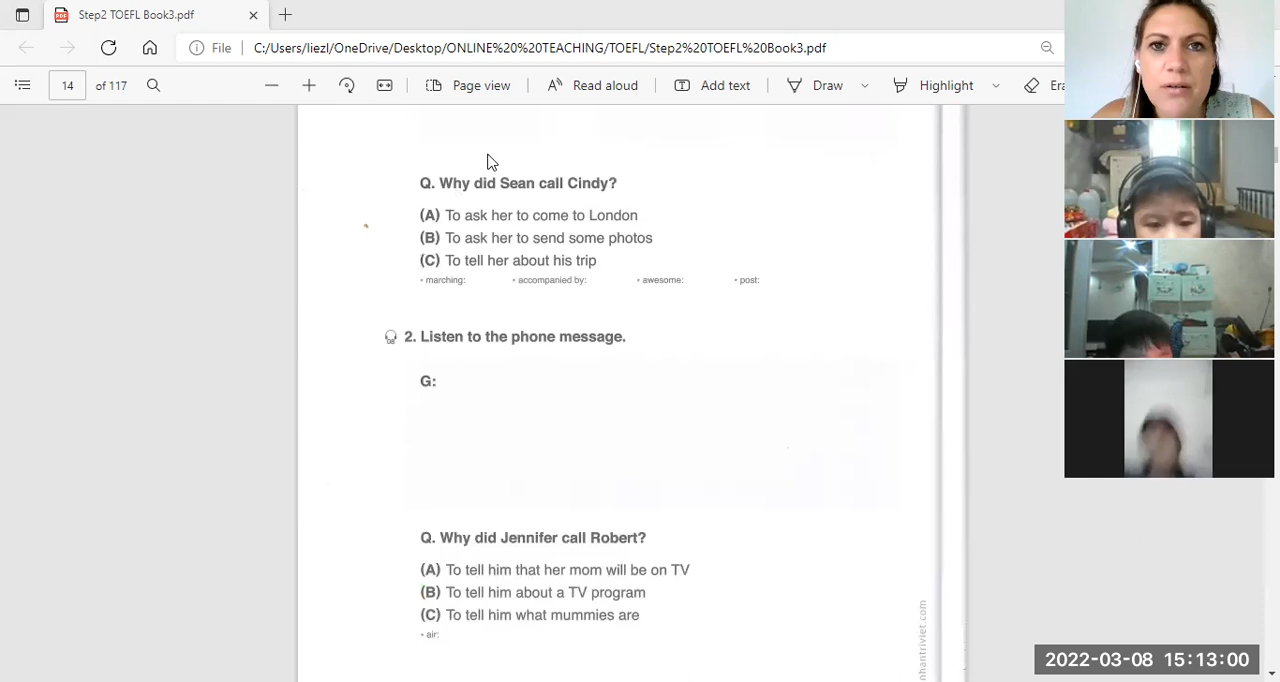 Step2 TOEFL Book3.pdf
File C:/Users/liezl/OneDrive/Desktop/ONLINE%20%20TEACHING/TOEFL/Step2%20TOEFL%20Book3.pdf
14 of 117 Page view Read aloud Add text Draw Highlight Era
Q. Why did Sean call Cindy?
(A) To ask her to come to London
(B) To ask her to send some photos
(C) To tell her about his trip
• marching: • accompanied by: • awesome: • post:
2. Listen to the phone message.
G:
Q. Why did Jennifer call Robert?
(A) To tell him that her mom will be on TV
(B) To tell him about a TV program
(C) To tell him what mummies are
• air:
nhantriviet.com
2022-03-08 15:13:00